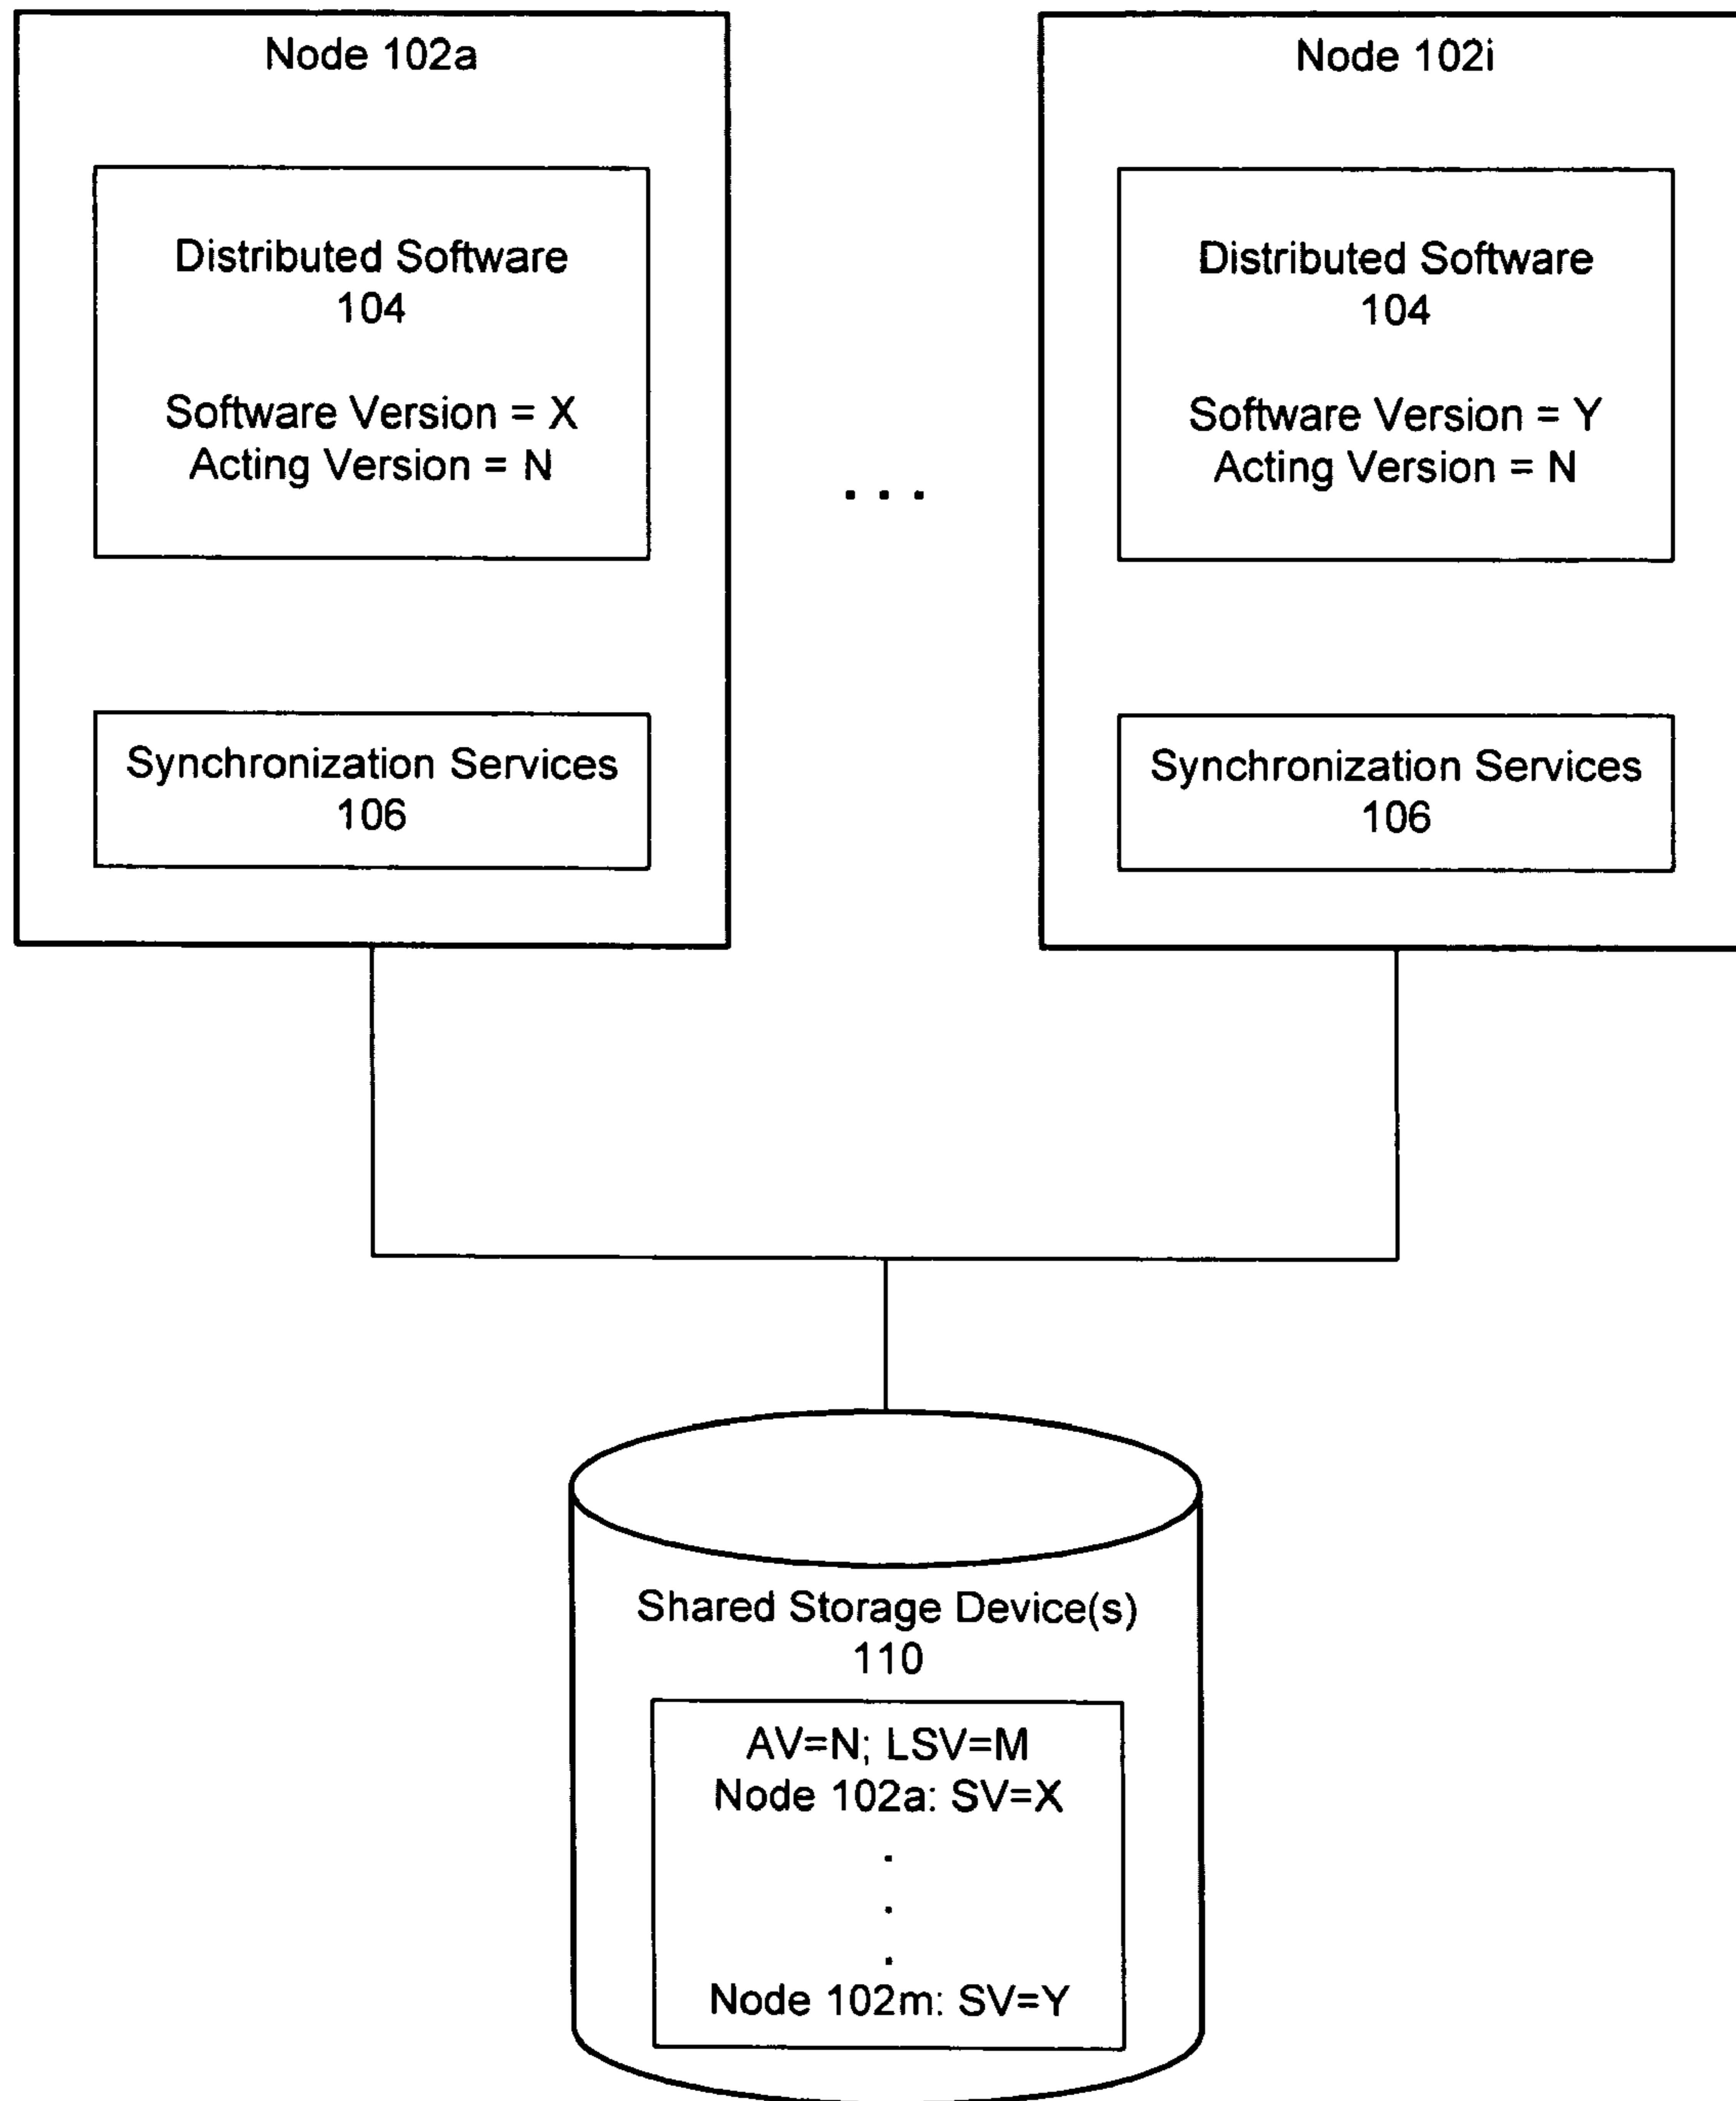 Node 102a
Distributed Software
104
Software Version = X
Acting Version = N
Synchronization Services
106
. . .
Node 102i
Distributed Software
104
Software Version = Y
Acting Version = N
Synchronization Services
106
Shared Storage Device(s)
110
AV=N; LSV=M
Node 102a: SV=X
.
.
.
Node 102m: SV=Y